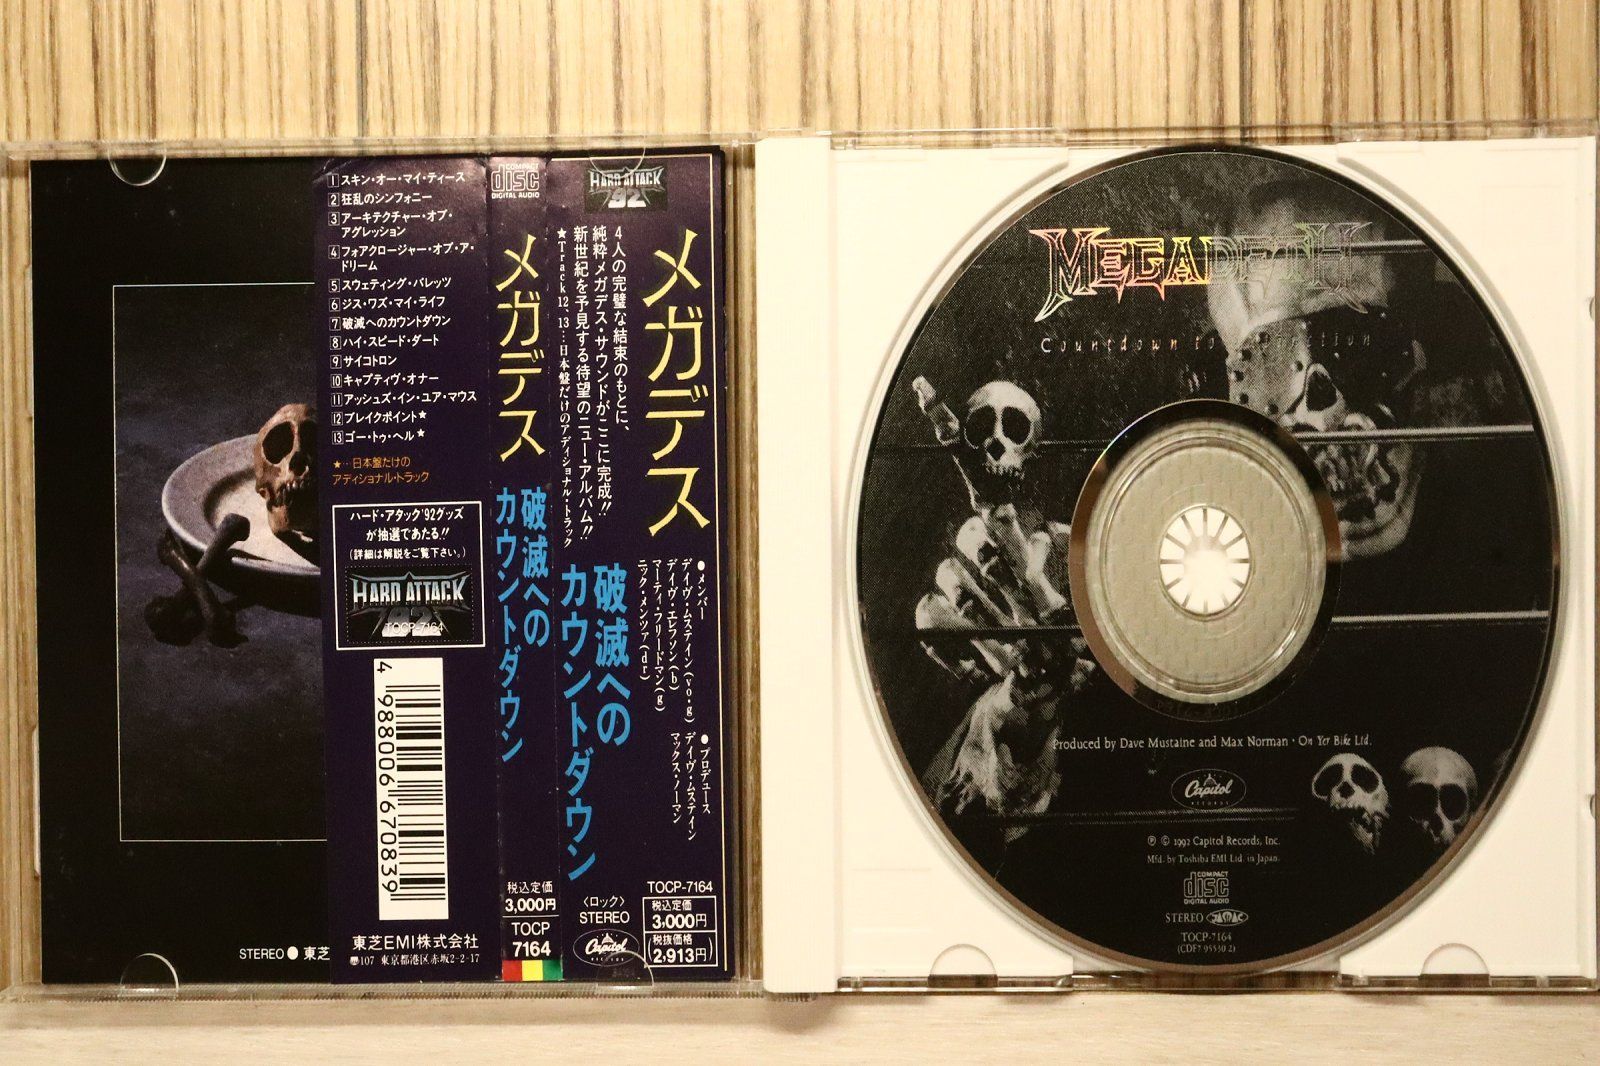 1 スキン・オー・マイ・ティース
2 狂乱のシンフォニー
3 アーキテクチャー・オブ・
アグレッション
4 フォアクロージャー・オブ・ア・
ドリーム
5 スウェティング・バレッツ
6 ジス・ワズ・マイ・ライフ
7 破滅へのカウントダウン
8 ハイ・スピード・ダート
9 サイコトロン
10 キャプティヴ・オナー
11 アッシュズ・イン・ユア・マウス
12 ブレイクポイント★
13 ゴー・トゥ・ヘル★
★‥日本盤だけの
アディショナル・トラック
ハード・アタック'92グッズ
が抽選であたる!!
(詳細は解説をご覧下さい。)
HARD ATTACK
'92
TOCP-7164
4 988006 670839
東芝EMI株式会社
107 東京都港区赤坂2-2-17
STEREO● 東芝
COMPACT
disc
DIGITAL AUDIO
メガデス
破滅への
カウントダウン
税込定価
3,000円
TOCP
7164
HARD ATTACK
'92
メガデス
4人の完璧な結束のもとに、
純粋メガデス・サウンドがここに完成!!
新世紀を予見する待望のニュー・アルバム!!
★Track12、13…日本盤だけのアディショナル・トラック
破滅への
カウントダウン
●メンバー
デイヴ・ムステイン(vo・g)
デイヴ・エレフソン(b)
マーティ・フリードマン(g)
ニック・メンツァ(dr)
●プロデュース
デイヴ・ムステイン
マックス・ノーマン
〈ロック〉
STEREO
Capitol
RECORDS
TOCP-7164
税込定価
3,000円
(税抜価格
2,913円)
MEGADETH
Countdown to Extinction
Produced by Dave Mustaine and Max Norman • On Yer Bike Ltd.
Capitol
RECORDS
℗ © 1992 Capitol Records, Inc.
Mfd. by Toshiba EMI Ltd. in Japan.
COMPACT
disc
DIGITAL AUDIO
STEREO JASRAC
TOCP-7164
(CDP7 95530 2)